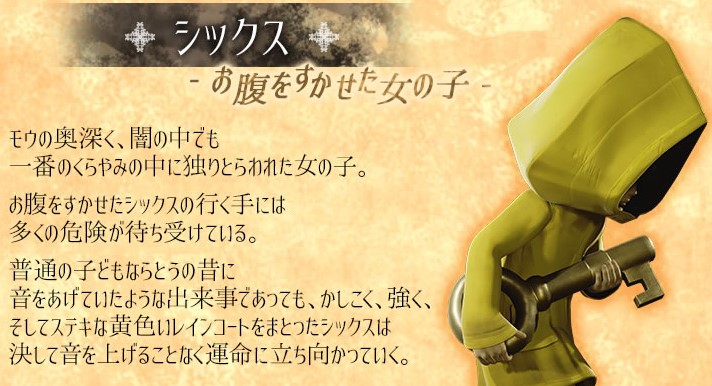 シックス
- お腹をすかせた女の子 -
モウの奥深く、闇の中でも
一番のくらやみの中に独りとらわれた女の子。
お腹をすかせたシックスの行く手には
多くの危険が待ち受けている。
普通の子どもならとうの昔に
音をあげていたような出来事であっても、かしこく、強く、
そしてステキな黄色いレインコートをまとったシックスは
決して音を上げることなく運命に立ち向かっていく。